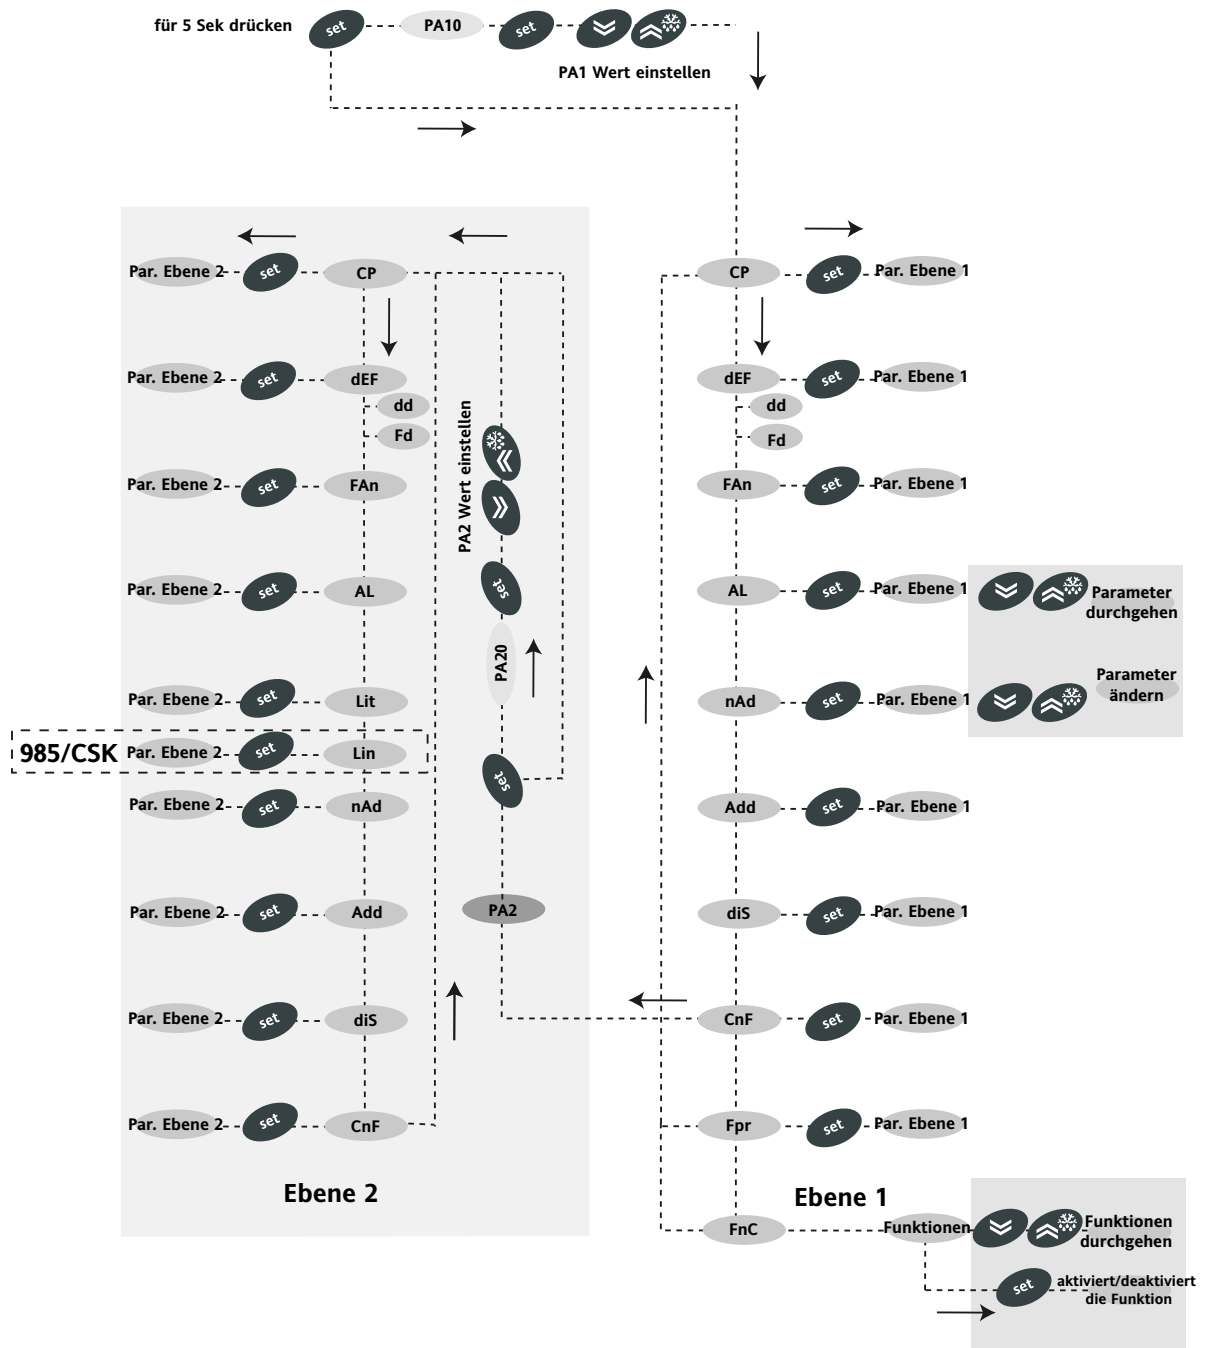 für 5 Sek drücken set PA10 set
PA1 Wert einstellen
Par. Ebene 2 set CP
Par. Ebene 2 set dEF
dd
Fd
Par. Ebene 2 set FAn
Par. Ebene 2 set AL
Par. Ebene 2 set Lit
985/CSK Par. Ebene 2 set Lin
Par. Ebene 2 set nAd
Par. Ebene 2 set Add
Par. Ebene 2 set diS
Par. Ebene 2 set CnF
Ebene 2
PA2 Wert einstellen
set
PA20
set
PA2
CP set Par. Ebene 1
dEF set Par. Ebene 1
dd
Fd
FAn set Par. Ebene 1
AL set Par. Ebene 1
Parameter
durchgehen
nAd set Par. Ebene 1
Parameter
ändern
Add set Par. Ebene 1
diS set Par. Ebene 1
CnF set Par. Ebene 1
Fpr set Par. Ebene 1
Ebene 1
FnC Funktionen
Funktionen
durchgehen
set
aktiviert/deaktiviert
die Funktion